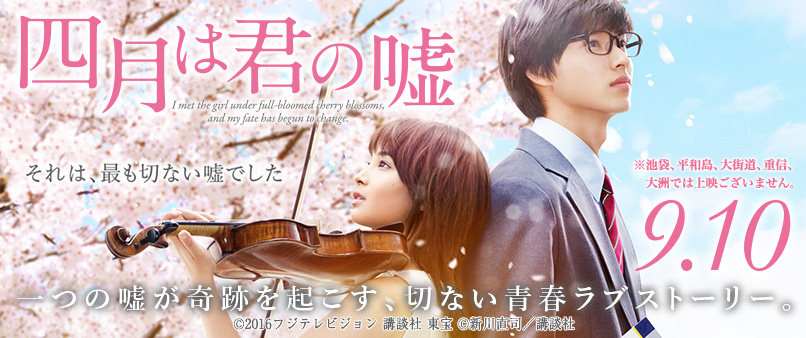 四月は君の嘘
I met the girl under full-bloomed cherry blossoms,
and my fate has begun to change.
それは、最も切ない嘘でした
※池袋、平和島、大街道、重信、
大洲では上映ございません。
9.10
一つの嘘が奇跡を起こす、切ない青春ラブストーリー。
©2016フジテレビジョン 講談社 東宝 ©新川直司／講談社